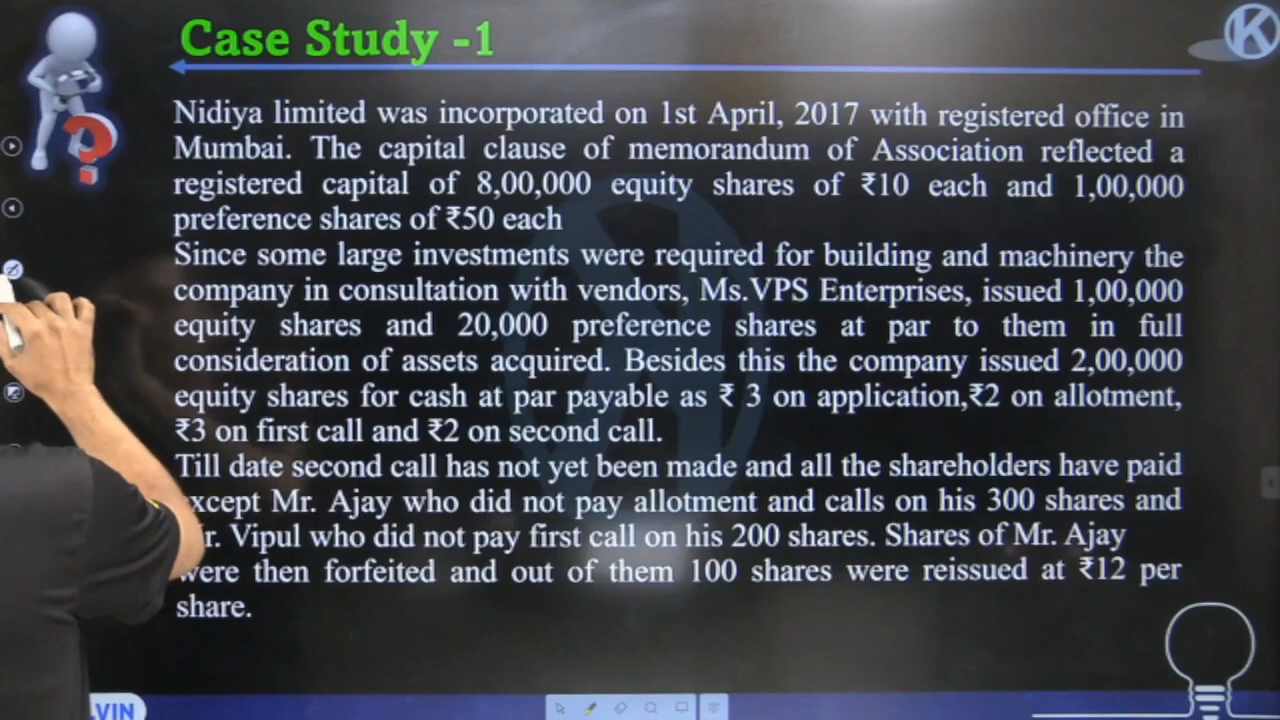 Case Study -1
K
Nidiya limited was incorporated on 1st April, 2017 with registered office in
Mumbai. The capital clause of memorandum of Association reflected a
registered capital of 8,00,000 equity shares of ₹10 each and 1,00,000
preference shares of ₹50 each
Since some large investments were required for building and machinery the
company in consultation with vendors, Ms.VPS Enterprises, issued 1,00,000
equity shares and 20,000 preference shares at par to them in full
consideration of assets acquired. Besides this the company issued 2,00,000
equity shares for cash at par payable as ₹ 3 on application,₹2 on allotment,
₹3 on first call and ₹2 on second call.
Till date second call has not yet been made and all the shareholders have paid
xcept Mr. Ajay who did not pay allotment and calls on his 300 shares and
r. Vipul who did not pay first call on his 200 shares. Shares of Mr. Ajay
were then forfeited and out of them 100 shares were reissued at ₹12 per
share.
VIN